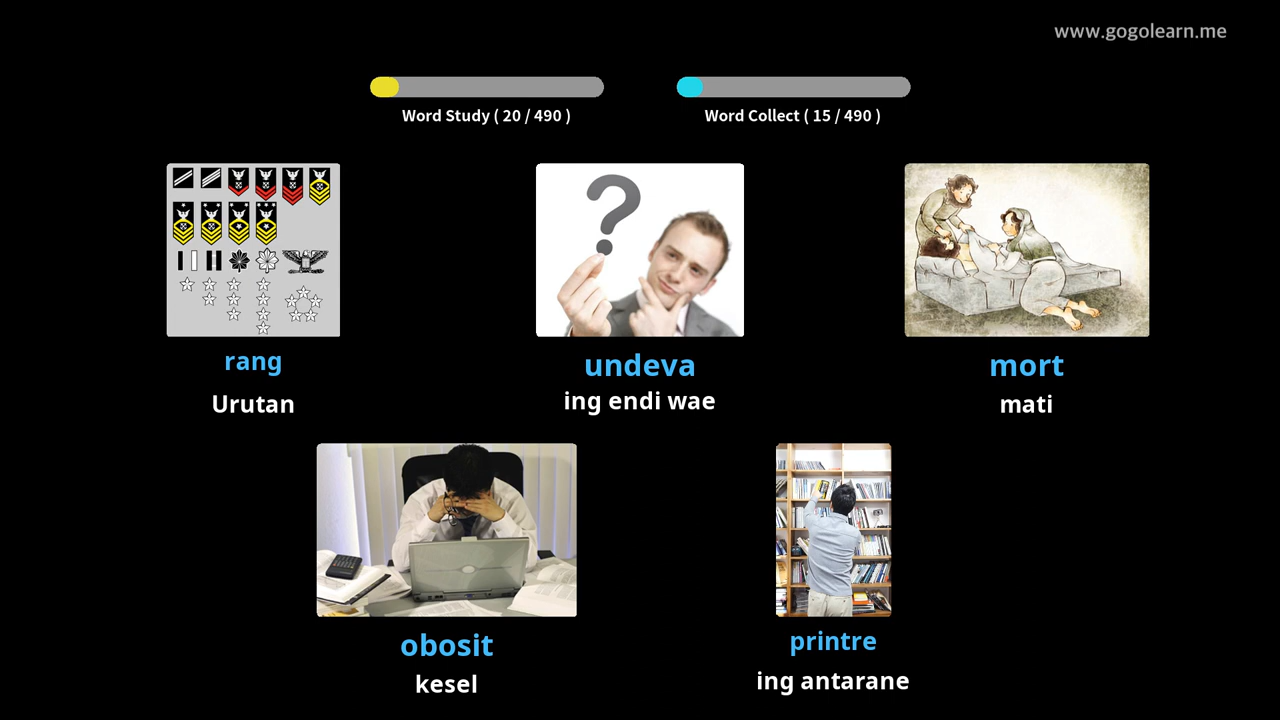 www.gogolearn.me
Word Study ( 20 / 490 )
Word Collect ( 15 / 490 )
rang
Urutan
undeva
ing endi wae
mort
mati
obosit
kesel
printre
ing antarane